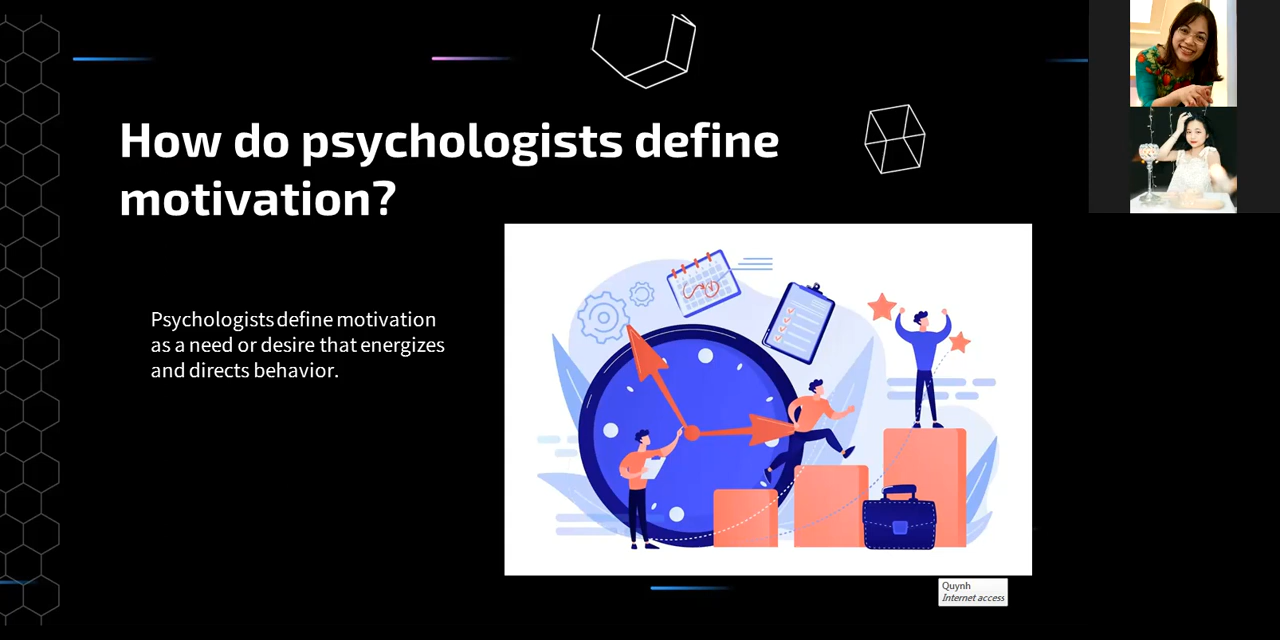 How do psychologists define
motivation?
Psychologists define motivation
as a need or desire that energizes
and directs behavior.
Quynh
Internet access